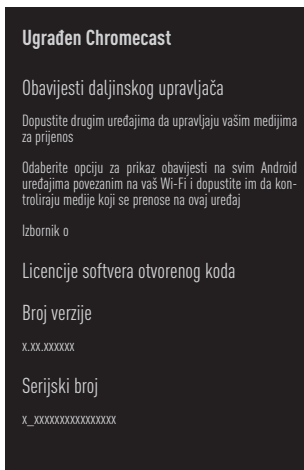 Ugrađen Chromecast
Obavijesti daljinskog upravljača
Dopustite drugim uređajima da upravljaju vašim medijima
za prijenos
Odaberite opciju za prikaz obavijesti na svim Android
uređajima povezanim na vaš Wi-Fi i dopustite im da kon-
troliraju medije koji se prenose na ovaj uređaj
Izbornik o
Licencije softvera otvorenog koda
Broj verzije
x.xx.xxxxxx
Serijski broj
x_xxxxxxxxxxxxxxxx